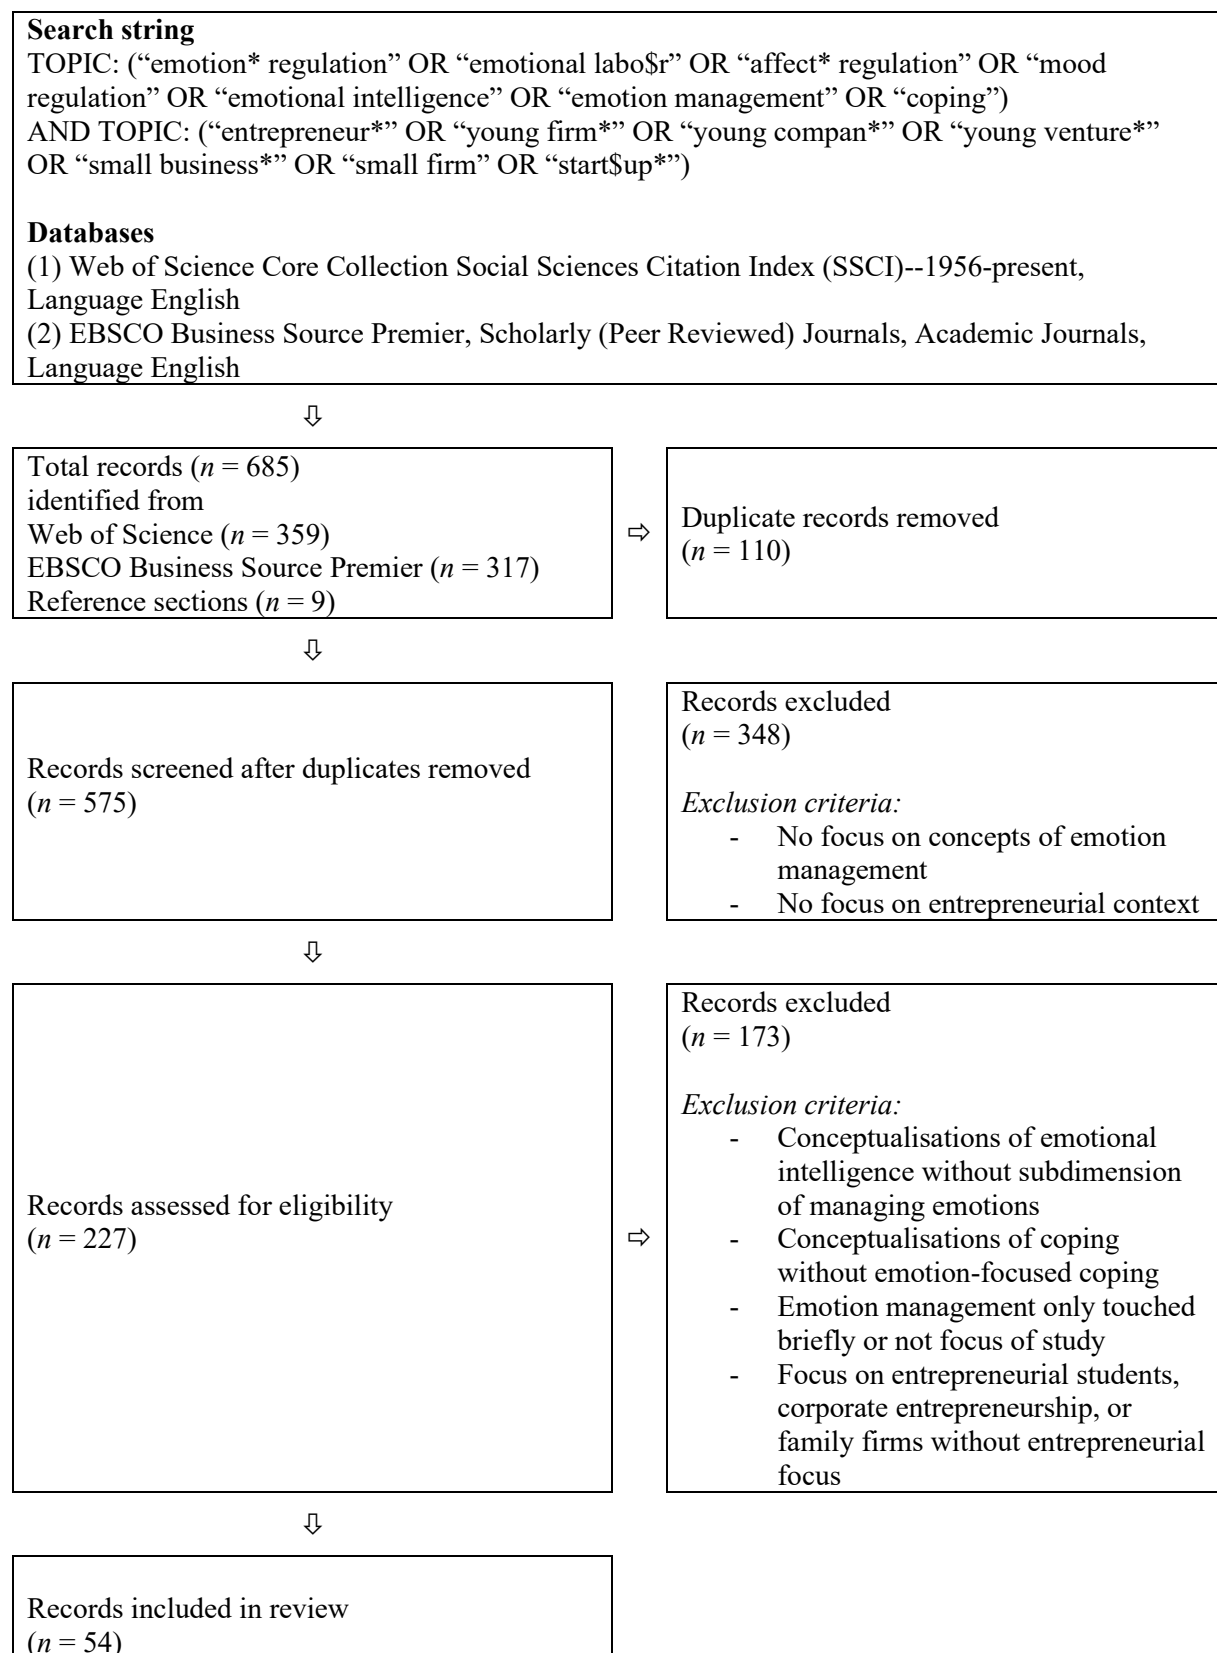 Search string
TOPIC: (“emotion* regulation” OR “emotional labo$r” OR “affect* regulation” OR “mood
regulation” OR “emotional intelligence” OR “emotion management” OR “coping”)
AND TOPIC: (“entrepreneur*” OR “young firm*” OR “young compan*” OR “young venture*”
OR “small business*” OR “small firm” OR “start$up*”)
Databases
(1) Web of Science Core Collection Social Sciences Citation Index (SSCI)--1956-present,
Language English
(2) EBSCO Business Source Premier, Scholarly (Peer Reviewed) Journals, Academic Journals,
Language English
⇩
Total records (n = 685)
identified from
Web of Science (n = 359)
EBSCO Business Source Premier (n = 317)
Reference sections (n = 9)
⇨
Duplicate records removed
(n = 110)
⇩
Records screened after duplicates removed
(n = 575)
Records excluded
(n = 348)
Exclusion criteria:
- No focus on concepts of emotion
management
- No focus on entrepreneurial context
⇩
Records assessed for eligibility
(n = 227)
⇨
Records excluded
(n = 173)
Exclusion criteria:
- Conceptualisations of emotional
intelligence without subdimension
of managing emotions
- Conceptualisations of coping
without emotion-focused coping
- Emotion management only touched
briefly or not focus of study
- Focus on entrepreneurial students,
corporate entrepreneurship, or
family firms without entrepreneurial
focus
⇩
Records included in review
(n = 54)